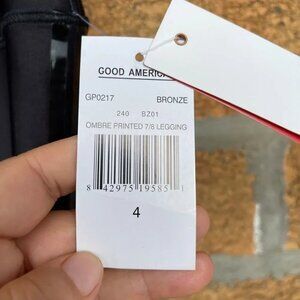 GOOD AMERICA
GP0217 BRONZE
240 BZ01
OMBRE PRINTED 7/8 LEGGING
8 42975 19585 1
4